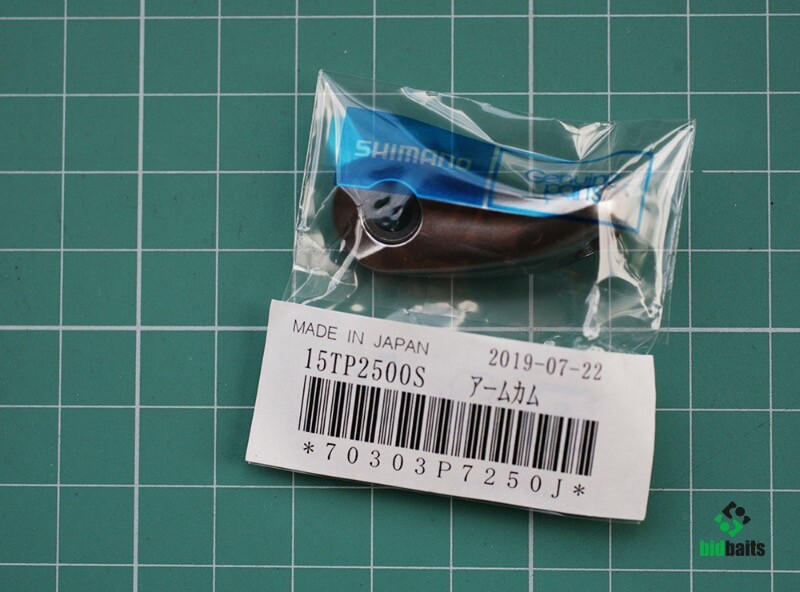 SHIMANO
Genuine
parts
MADE IN JAPAN
2019-07-22
15TP2500S
アームカム
*70303P7250J*
bidbaits